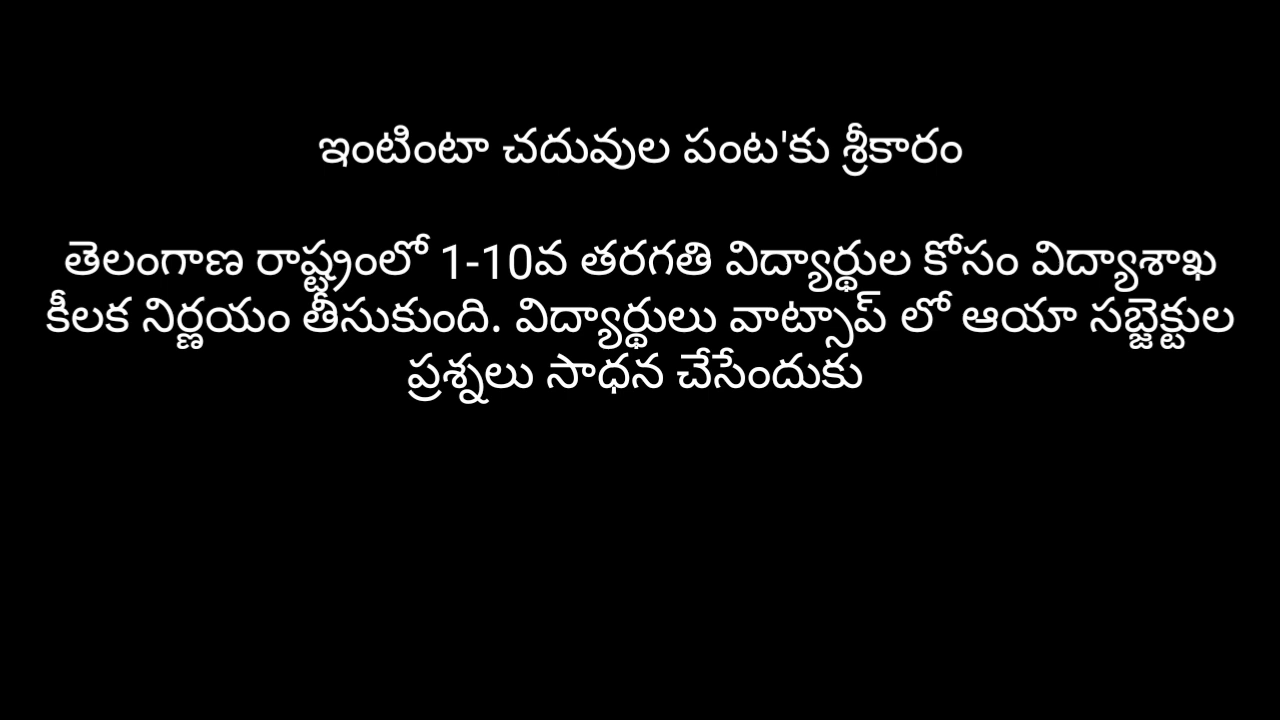 ఇంటింటా చదువుల పంట'కు శ్రీకారం
తెలంగాణ రాష్ట్రంలో 1-10వ తరగతి విద్యార్థుల కోసం విద్యాశాఖ
కీలక నిర్ణయం తీసుకుంది. విద్యార్థులు వాట్సాప్ లో ఆయా సబ్జెక్టుల
ప్రశ్నలు సాధన చేసేందుకు